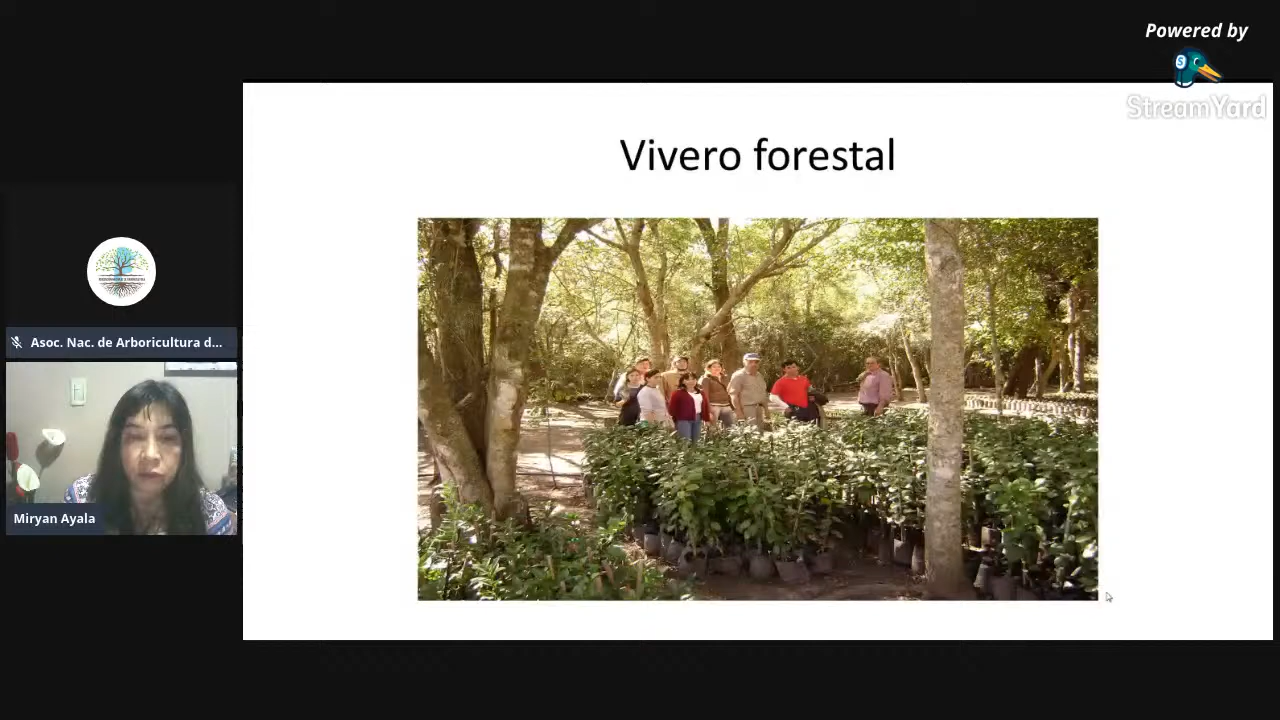 Powered by
StreamYard
Vivero forestal
Asoc. Nac. de Arboricultura d...
Miryan Ayala